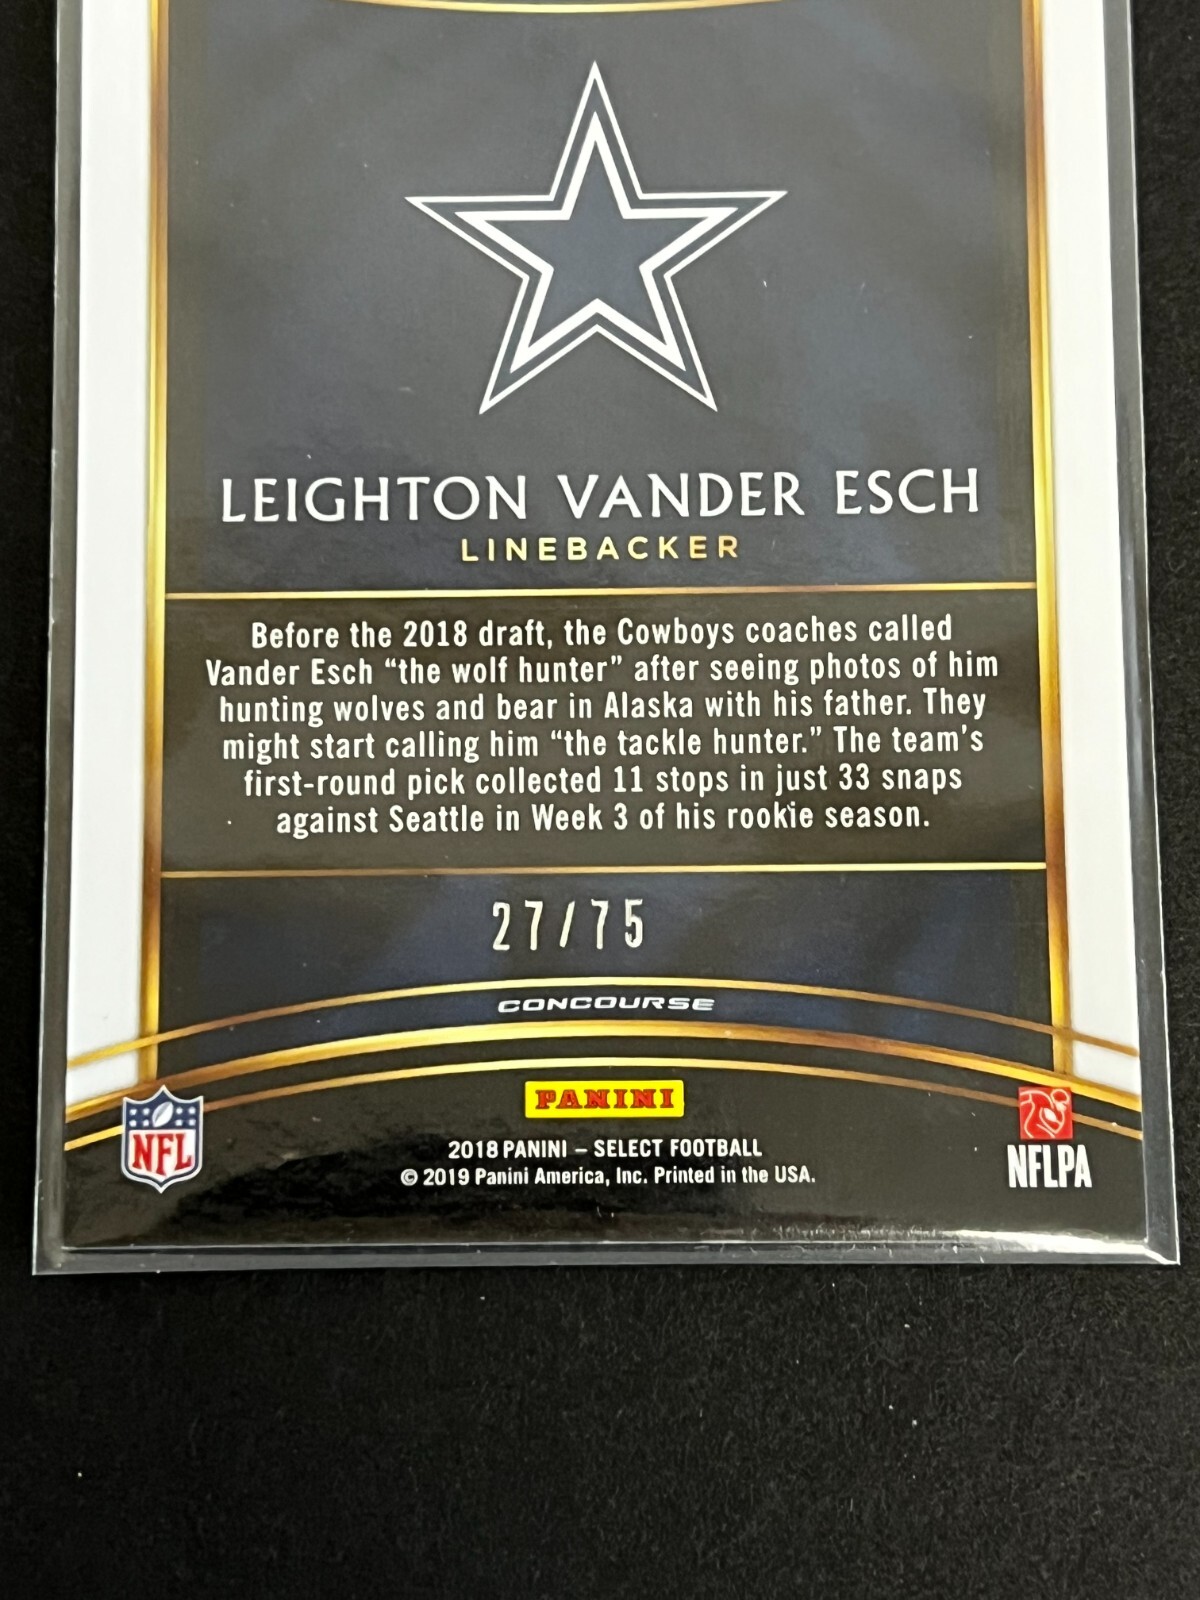 LEIGHTON VANDER ESCH
LINEBACKER
Before the 2018 draft, the Cowboys coaches called
Vander Esch “the wolf hunter” after seeing photos of him
hunting wolves and bear in Alaska with his father. They
might start calling him “the tackle hunter.” The team’s
first-round pick collected 11 stops in just 33 snaps
against Seattle in Week 3 of his rookie season.
27/75
CONCOURSE
PANINI
NFL
2018 PANINI – SELECT FOOTBALL
© 2019 Panini America, Inc. Printed in the USA.
NFLPA